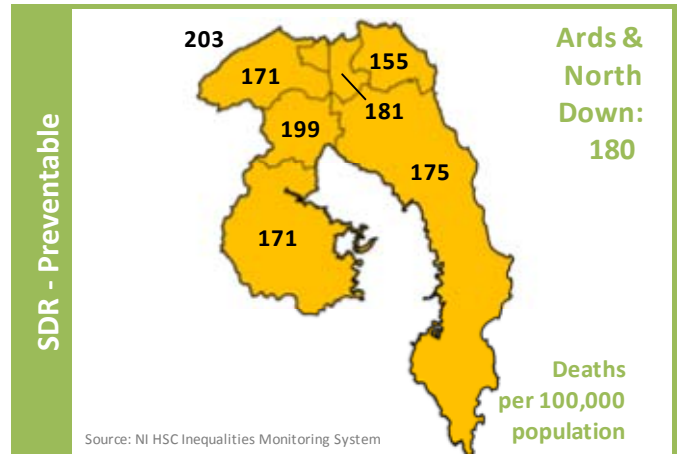 SDR - Preventable
203
171
155
181
199
175
171
Ards &
North
Down:
180
Deaths
per 100,000
population
Source: NI HSC Inequalities Monitoring System